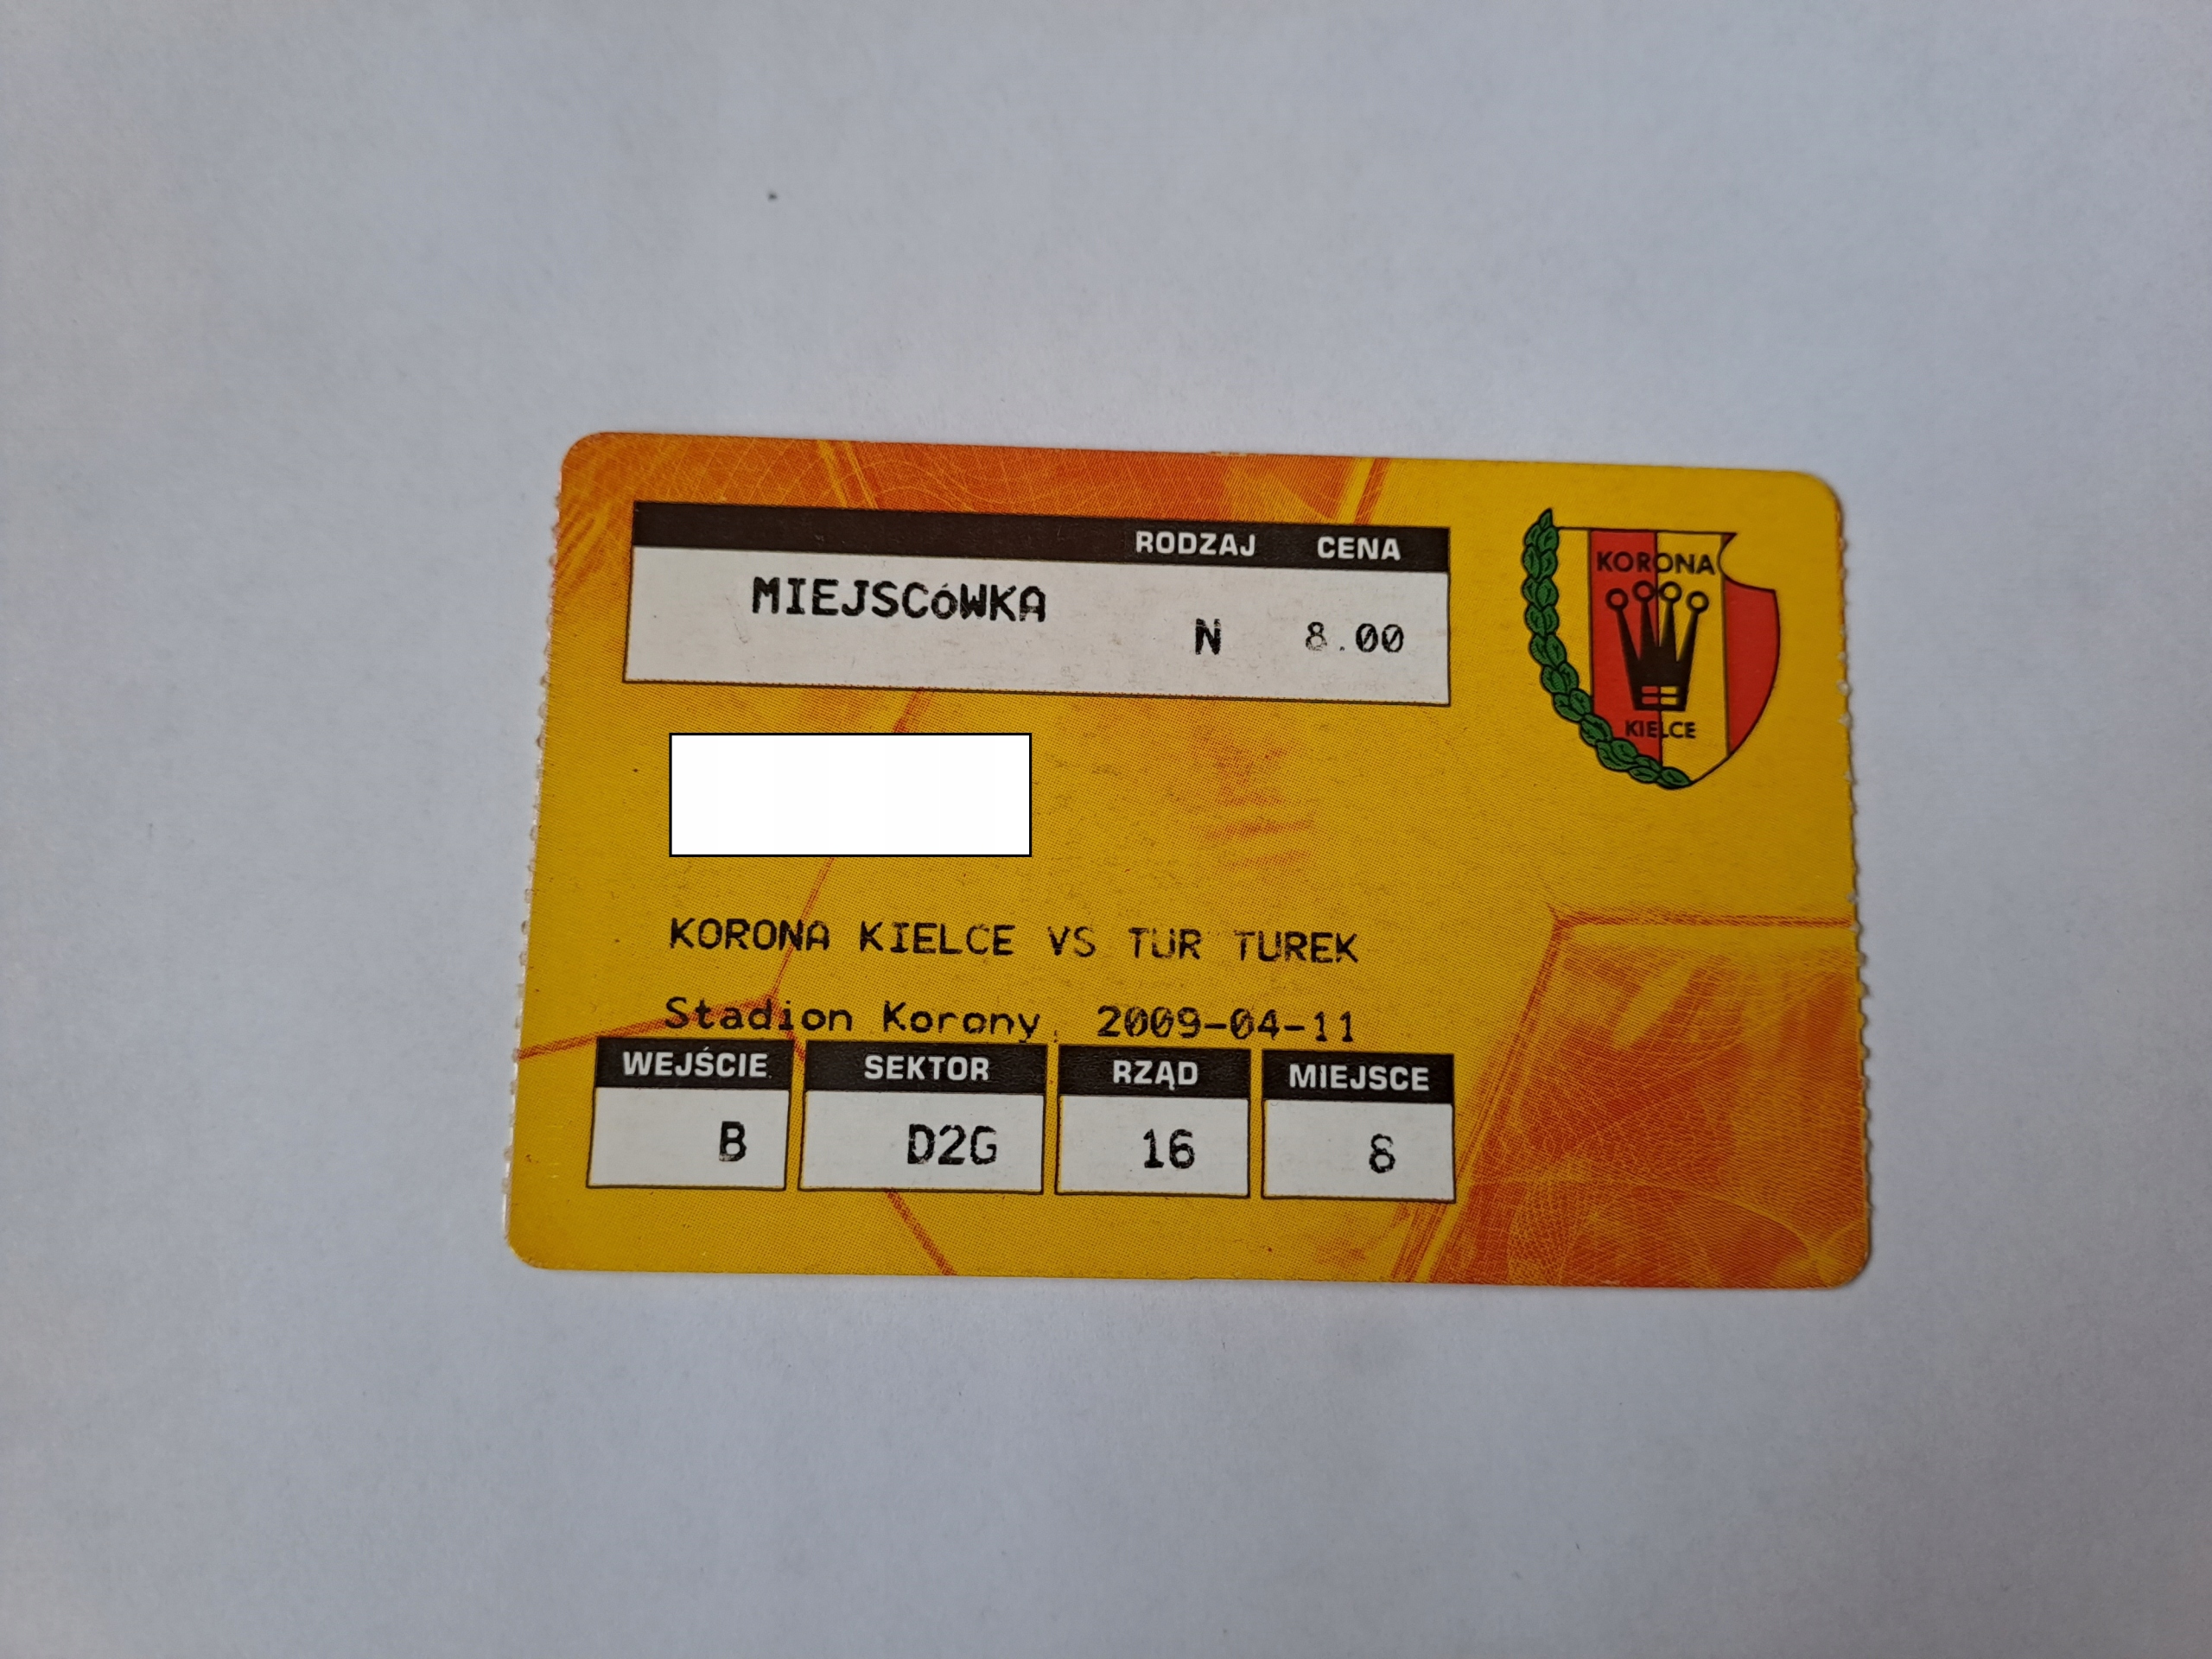 RODZAJ CENA
MIEJSCóWKA
N 8.00
KORONA
KIELCE
KORONA KIELCE VS TUR TUREK
Stadion Korony, 2009-04-11
WEJŚCIE SEKTOR RZĄD MIEJSCE
B D2G 16 8